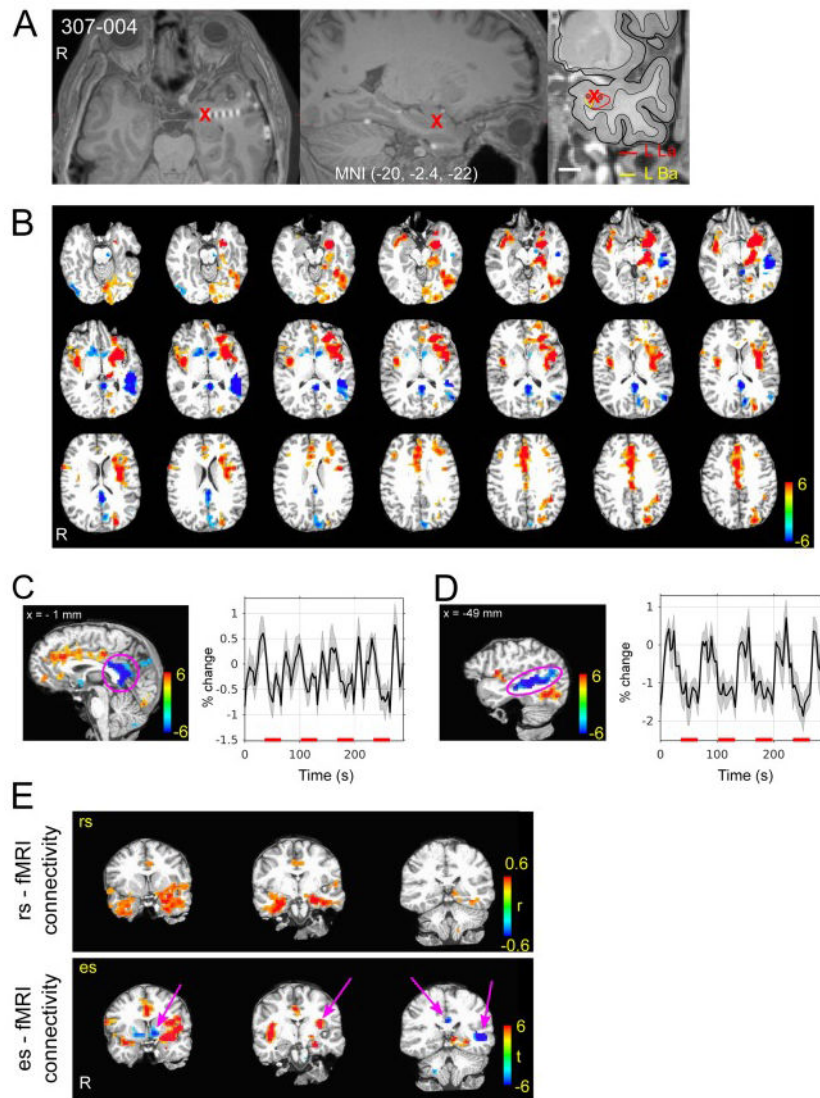 A
307-004
R
MNI (-20, -2.4, -22)
L La
L Ba
B
6
-6
R
C
x = - 1 mm
6
-6
% change
1
0.5
0
-0.5
-1
-1.5
0 100 200
Time (s)
D
x = -49 mm
6
-6
% change
1
0
-1
-2
0 100 200
Time (s)
E
rs - fMRI
connectivity
rs
0.6
r
-0.6
es - fMRI
connectivity
es
6
t
-6
R